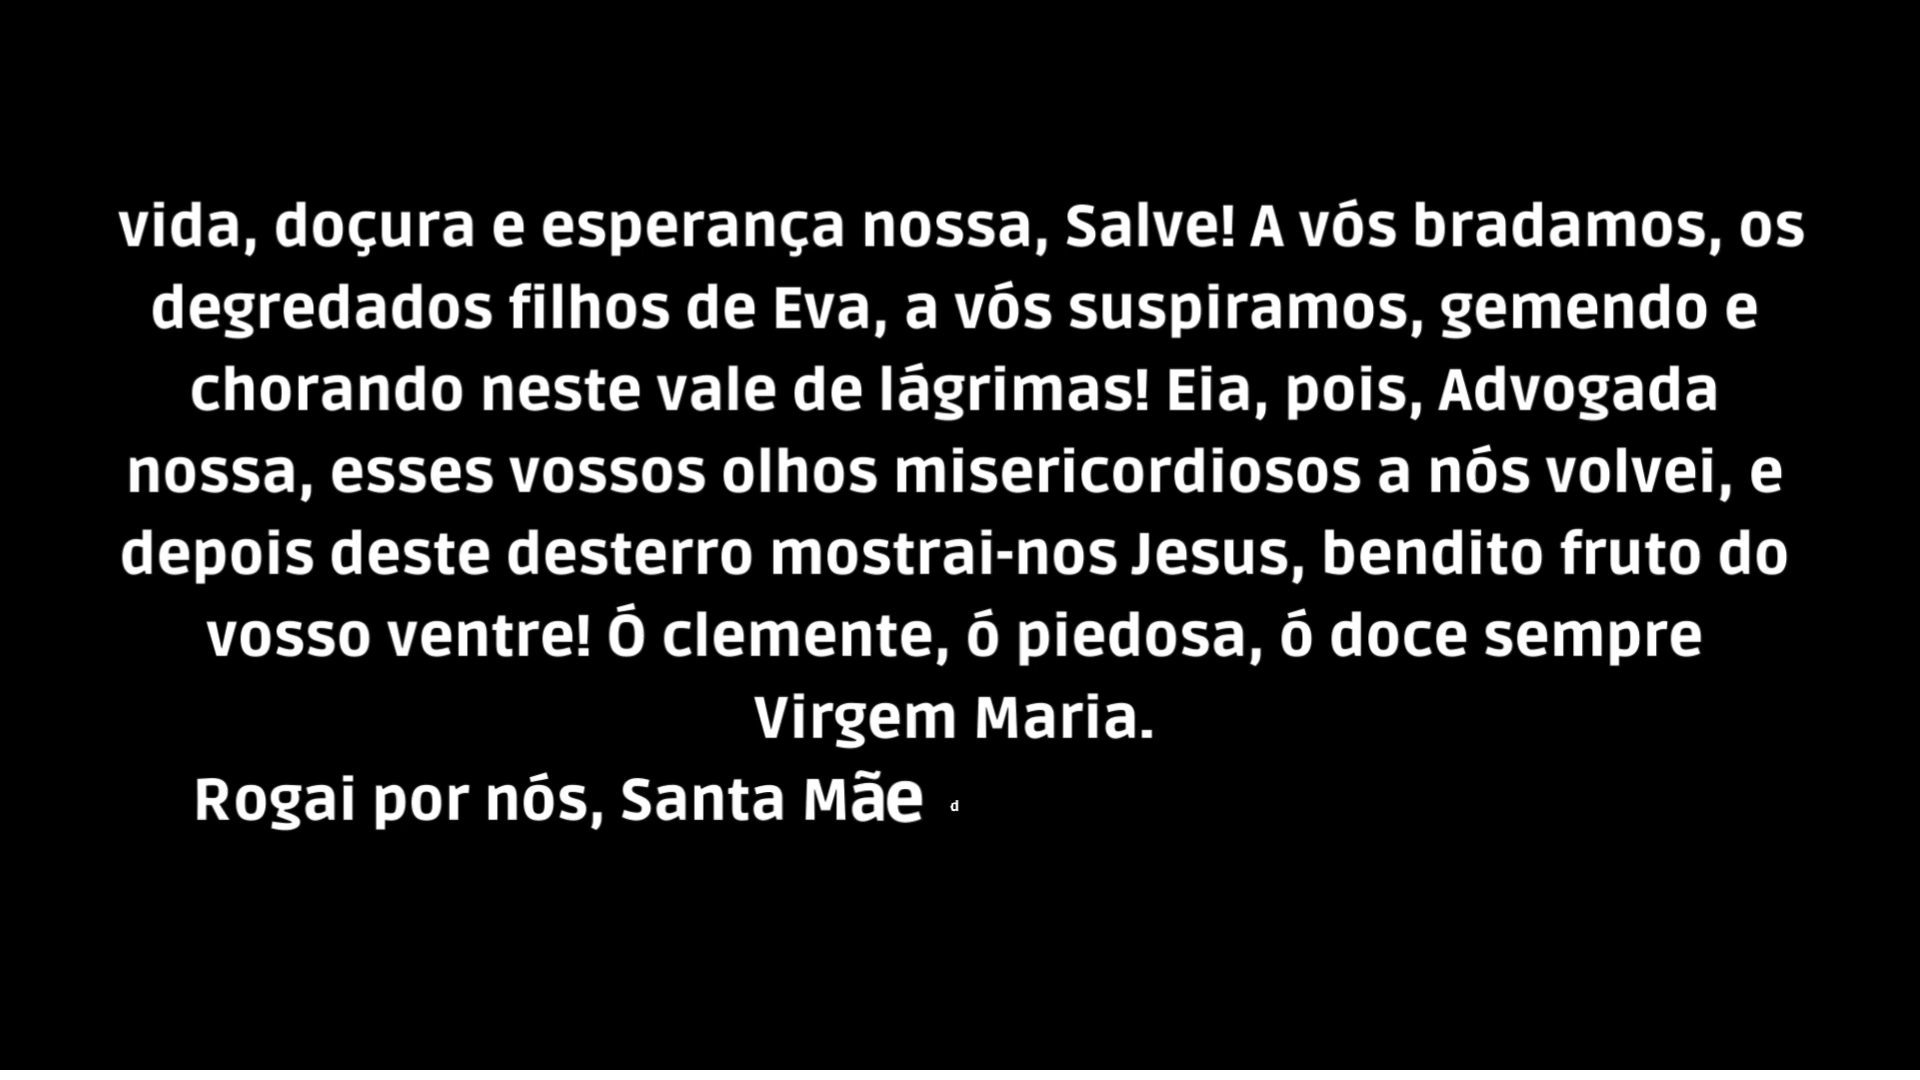 vida, doçura e esperança nossa, Salve! A vós bradamos, os
degredados filhos de Eva, a vós suspiramos, gemendo e
chorando neste vale de lágrimas! Eia, pois, Advogada
nossa, esses vossos olhos misericordiosos a nós volvei, e
depois deste desterro mostrai-nos Jesus, bendito fruto do
vosso ventre! Ó clemente, ó piedosa, ó doce sempre
Virgem Maria.
Rogai por nós, Santa Mãe d